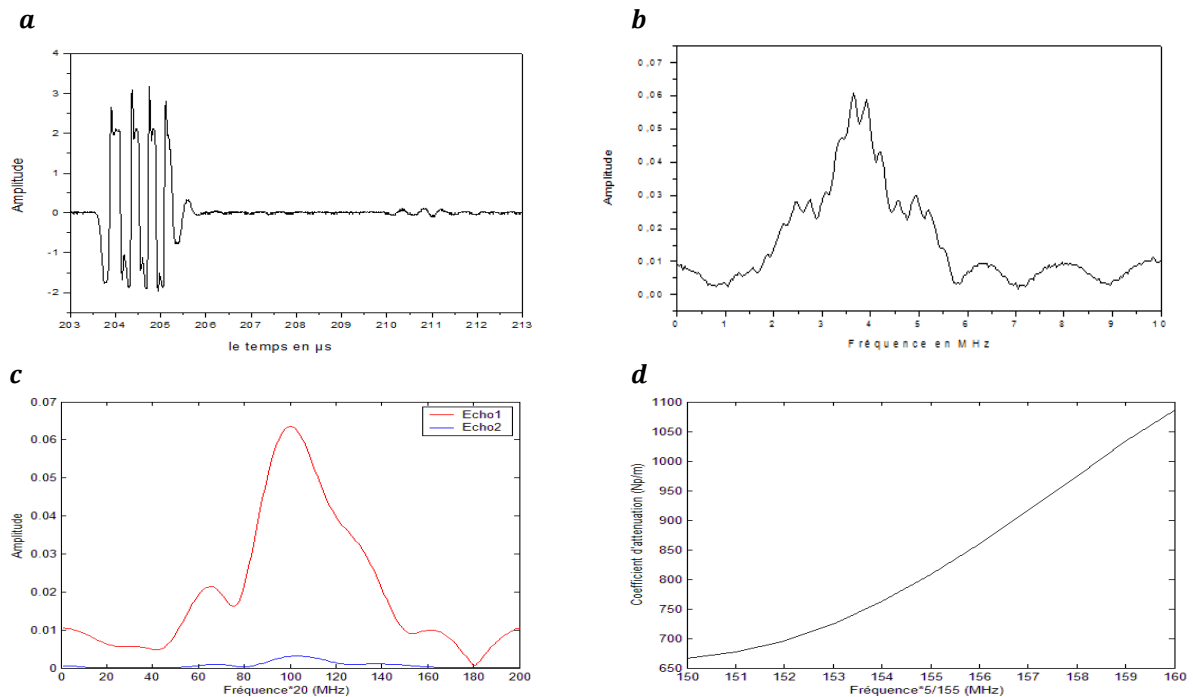 a
4
3
2
1
0
-1
-2
Amplitude
203 204 205 206 207 208 209 210 211 212 213
le temps en µs
b
0,07
0,06
0,05
0,04
0,03
0,02
0,01
0,00
Amplitude
0 1 2 3 4 5 6 7 8 9 10
Fréquence en MHz
c
0.07
0.06
0.05
0.04
0.03
0.02
0.01
0
Amplitude
Echo1
Echo2
0 20 40 60 80 100 120 140 160 180 200
Fréquence*20 (MHz)
d
1100
1050
1000
950
900
850
800
750
700
650
Coefficient d'attenuation (Np/m)
150 151 152 153 154 155 156 157 158 159 160
Fréquence*5/155 (MHz)